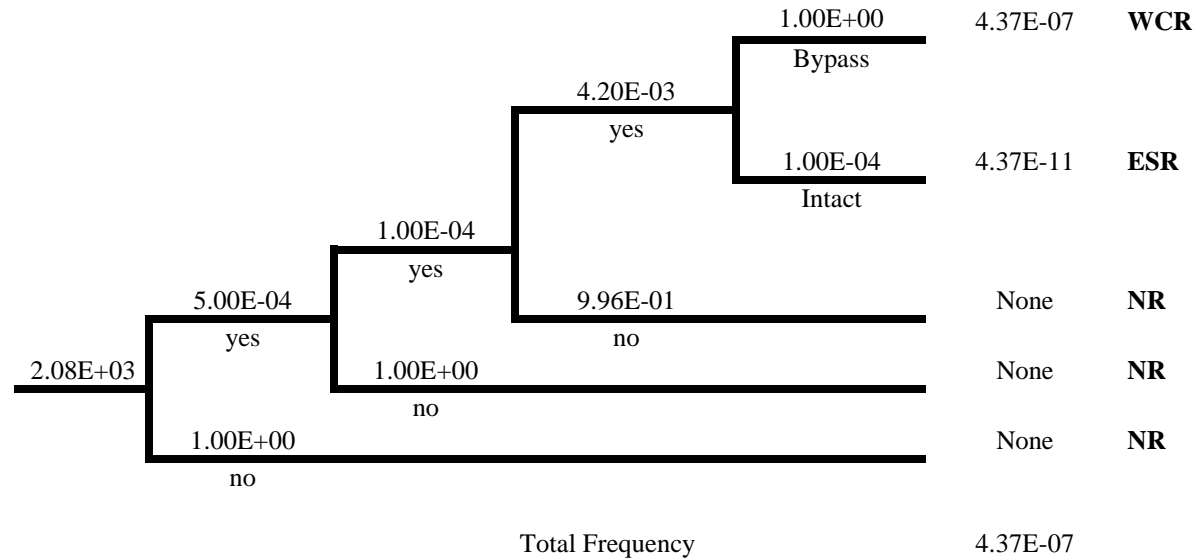 1.00E+00 4.37E-07 WCR
Bypass
4.20E-03
yes
1.00E-04 4.37E-11 ESR
Intact
1.00E-04
yes
5.00E-04 9.96E-01 None NR
yes no
2.08E+03 1.00E+00 None NR
no
1.00E+00 None NR
no
Total Frequency 4.37E-07